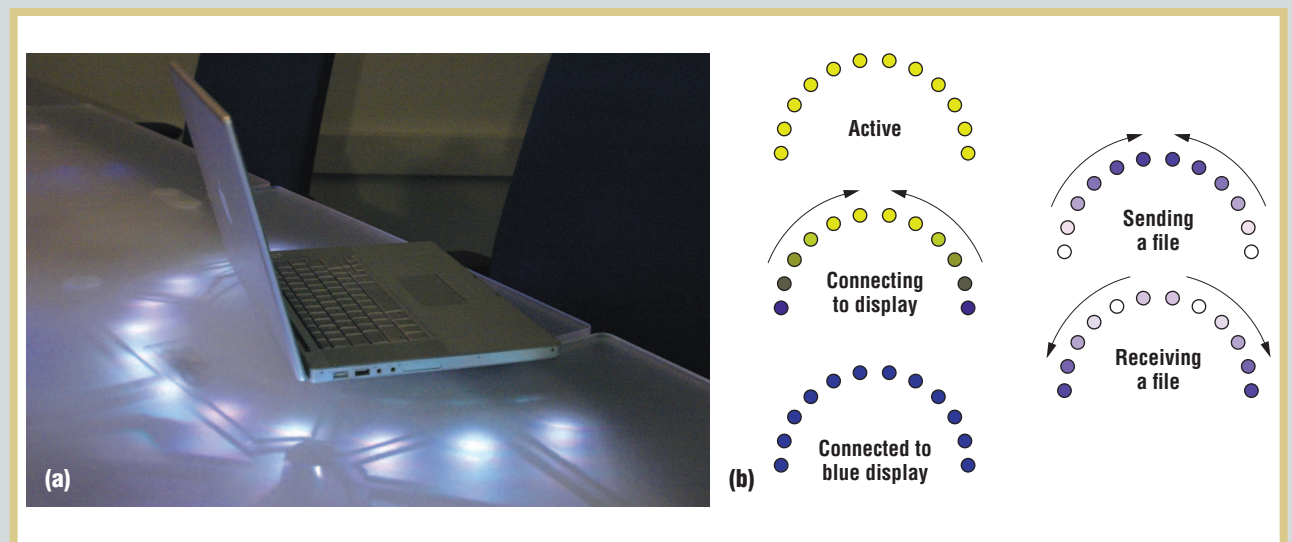 (a)
(b)
Active
Connecting
to display
Connected to
blue display
Sending
a file
Receiving
a file